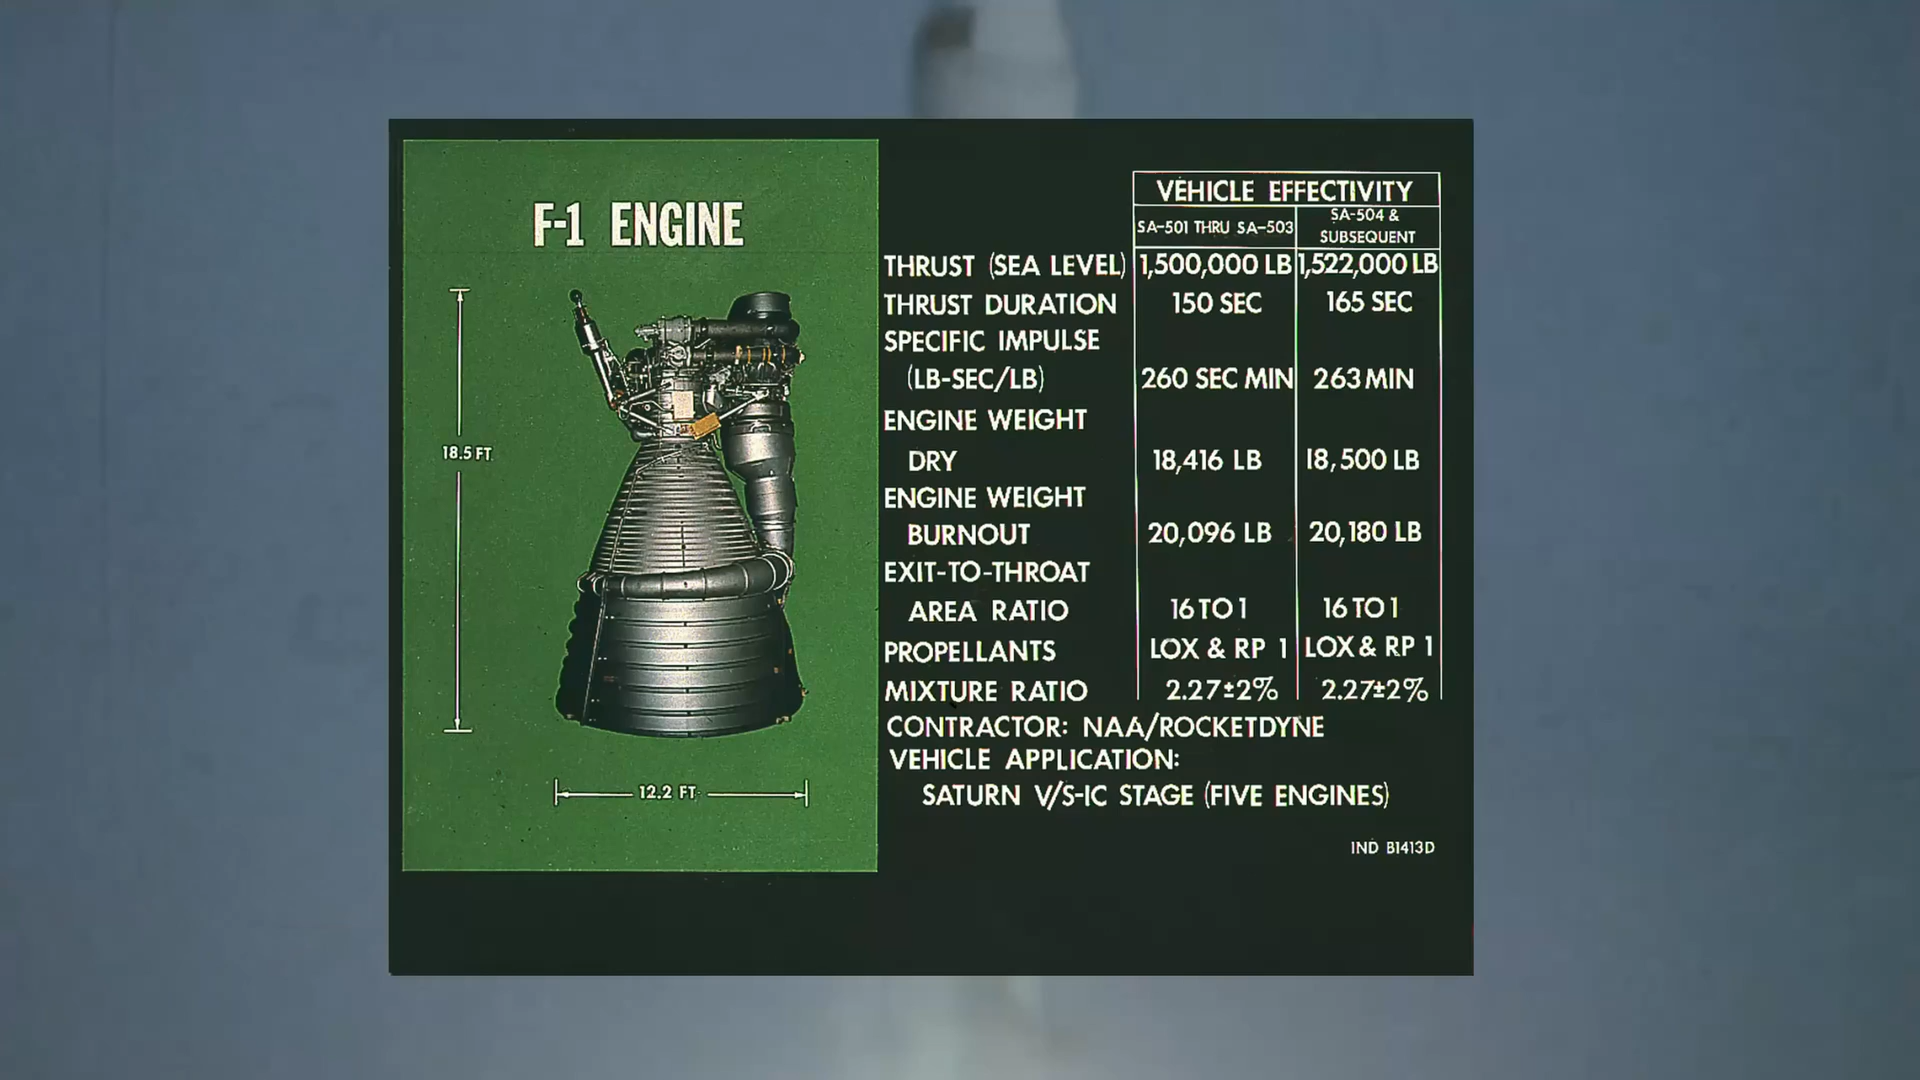 F-1 ENGINE
18.5 FT.
12.2 FT.
VEHICLE EFFECTIVITY
SA-501 THRU SA-503
SA-504 &
SUBSEQUENT
THRUST (SEA LEVEL) 1,500,000 LB 1,522,000 LB
THRUST DURATION 150 SEC 165 SEC
SPECIFIC IMPULSE
(LB-SEC/LB) 260 SEC MIN 263 MIN
ENGINE WEIGHT
DRY 18,416 LB 18,500 LB
ENGINE WEIGHT
BURNOUT 20,096 LB 20,180 LB
EXIT-TO-THROAT
AREA RATIO 16 TO 1 16 TO 1
PROPELLANTS LOX & RP 1 LOX & RP 1
MIXTURE RATIO 2.27±2% 2.27±2%
CONTRACTOR: NAA/ROCKETDYNE
VEHICLE APPLICATION:
SATURN V/S-IC STAGE (FIVE ENGINES)
IND B1413D